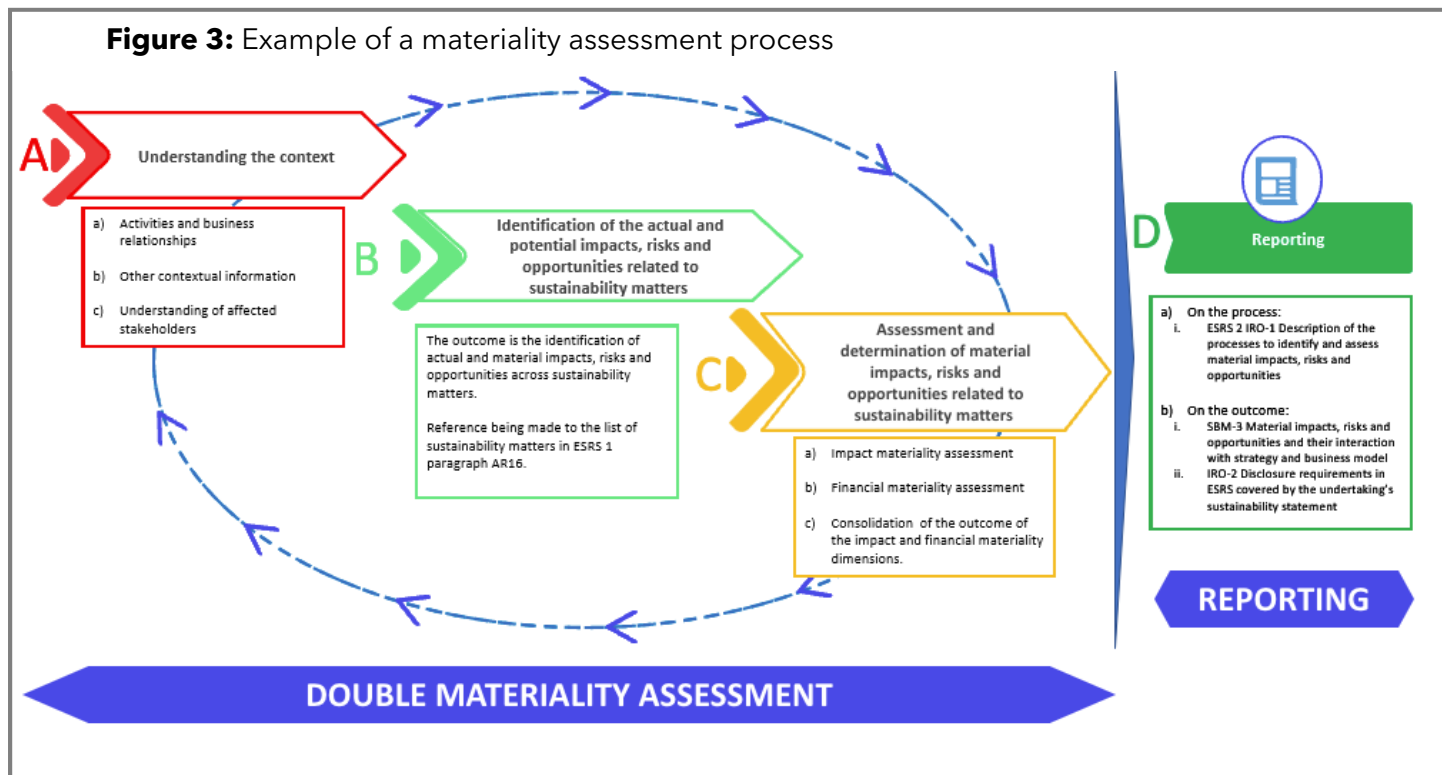 Figure 3: Example of a materiality assessment process
A
Understanding the context
a) Activities and business
relationships
b) Other contextual information
c) Understanding of affected
stakeholders
B
Identification of the actual and
potential impacts, risks and
opportunities related to
sustainability matters
The outcome is the identification of
actual and material impacts, risks and
opportunities across sustainability
matters.
Reference being made to the list of
sustainability matters in ESRS 1
paragraph AR16.
C
Assessment and
determination of material
impacts, risks and
opportunities related to
sustainability matters
a) Impact materiality assessment
b) Financial materiality assessment
c) Consolidation of the outcome of
the impact and financial materiality
dimensions.
DOUBLE MATERIALITY ASSESSMENT
D
Reporting
a) On the process:
i. ESRS 2 IRO-1 Description of the
processes to identify and assess
material impacts, risks and
opportunities
b) On the outcome:
i. SBM-3 Material impacts, risks and
opportunities and their interaction
with strategy and business model
ii. IRO-2 Disclosure requirements in
ESRS covered by the undertaking's
sustainability statement
REPORTING